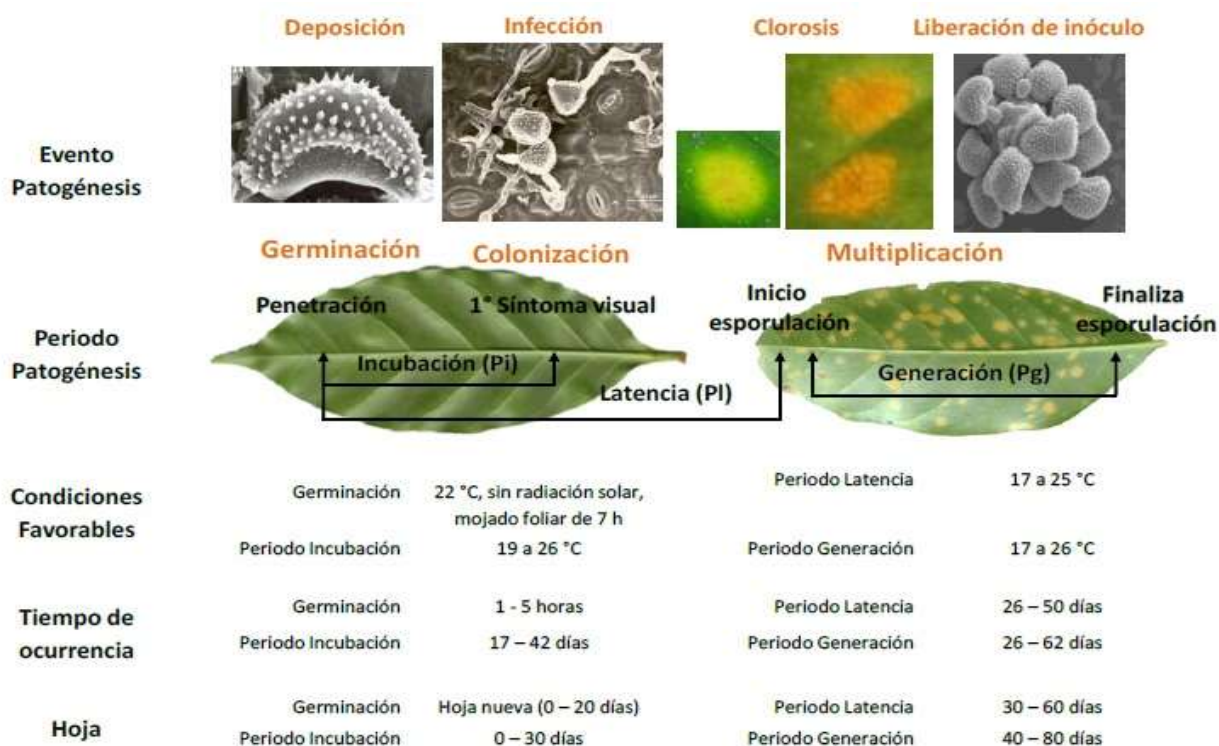 Deposición Infección Clorosis Liberación de inóculo
Evento
Patogénesis
Germinación Colonización Multiplicación
Penetración 1° Síntoma visual Inicio
esporulación Finaliza
esporulación
Periodo
Patogénesis
Incubación (Pi) Generación (Pg)
Latencia (Pl)
Condiciones
Favorables
Germinación 22 °C, sin radiación solar,
mojado foliar de 7 h
Periodo Latencia 17 a 25 °C
Periodo Incubación 19 a 26 °C Periodo Generación 17 a 26 °C
Tiempo de
ocurrencia
Germinación 1 - 5 horas Periodo Latencia 26 – 50 días
Periodo Incubación 17 – 42 días Periodo Generación 26 – 62 días
Hoja
Germinación Hoja nueva (0 – 20 días) Periodo Latencia 30 – 60 días
Periodo Incubación 0 – 30 días Periodo Generación 40 – 80 días